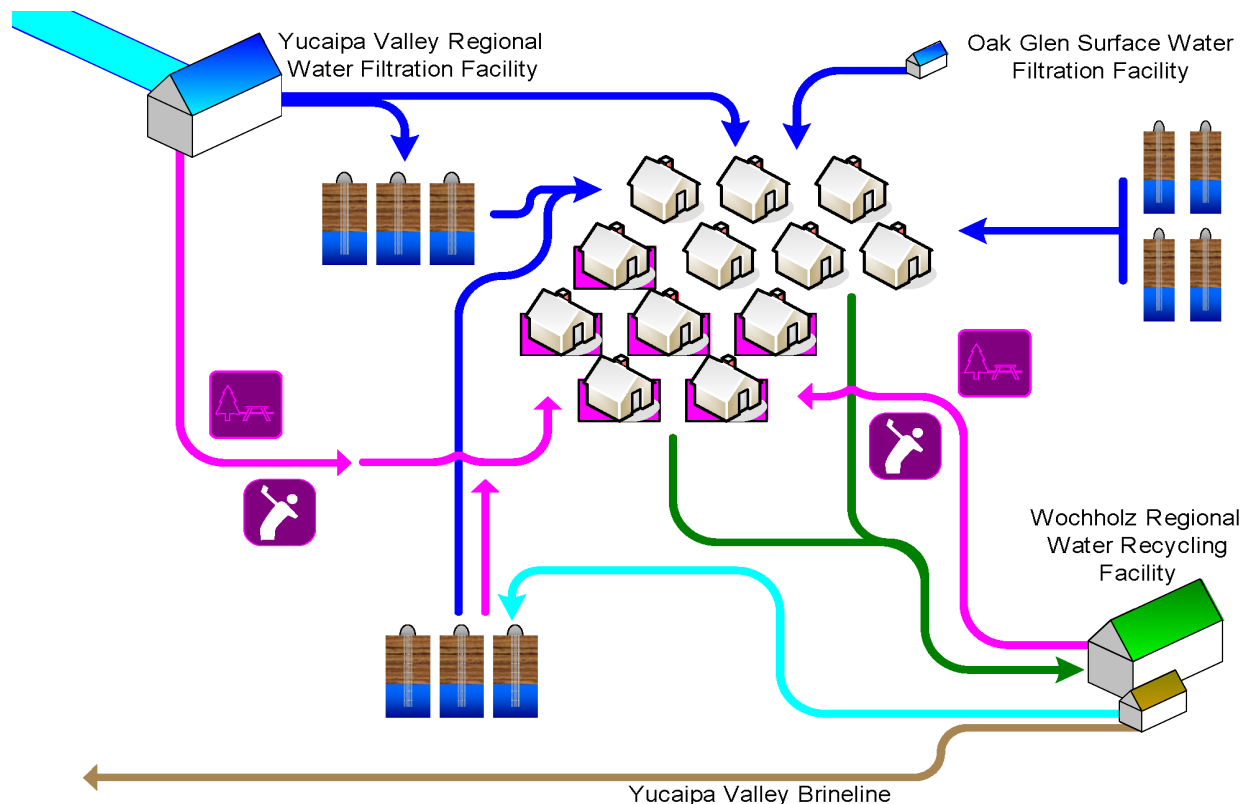 Yucaipa Valley Regional
Water Filtration Facility
Oak Glen Surface Water
Filtration Facility
Wochholz Regional
Water Recycling
Facility
Yucaipa Valley Brineline